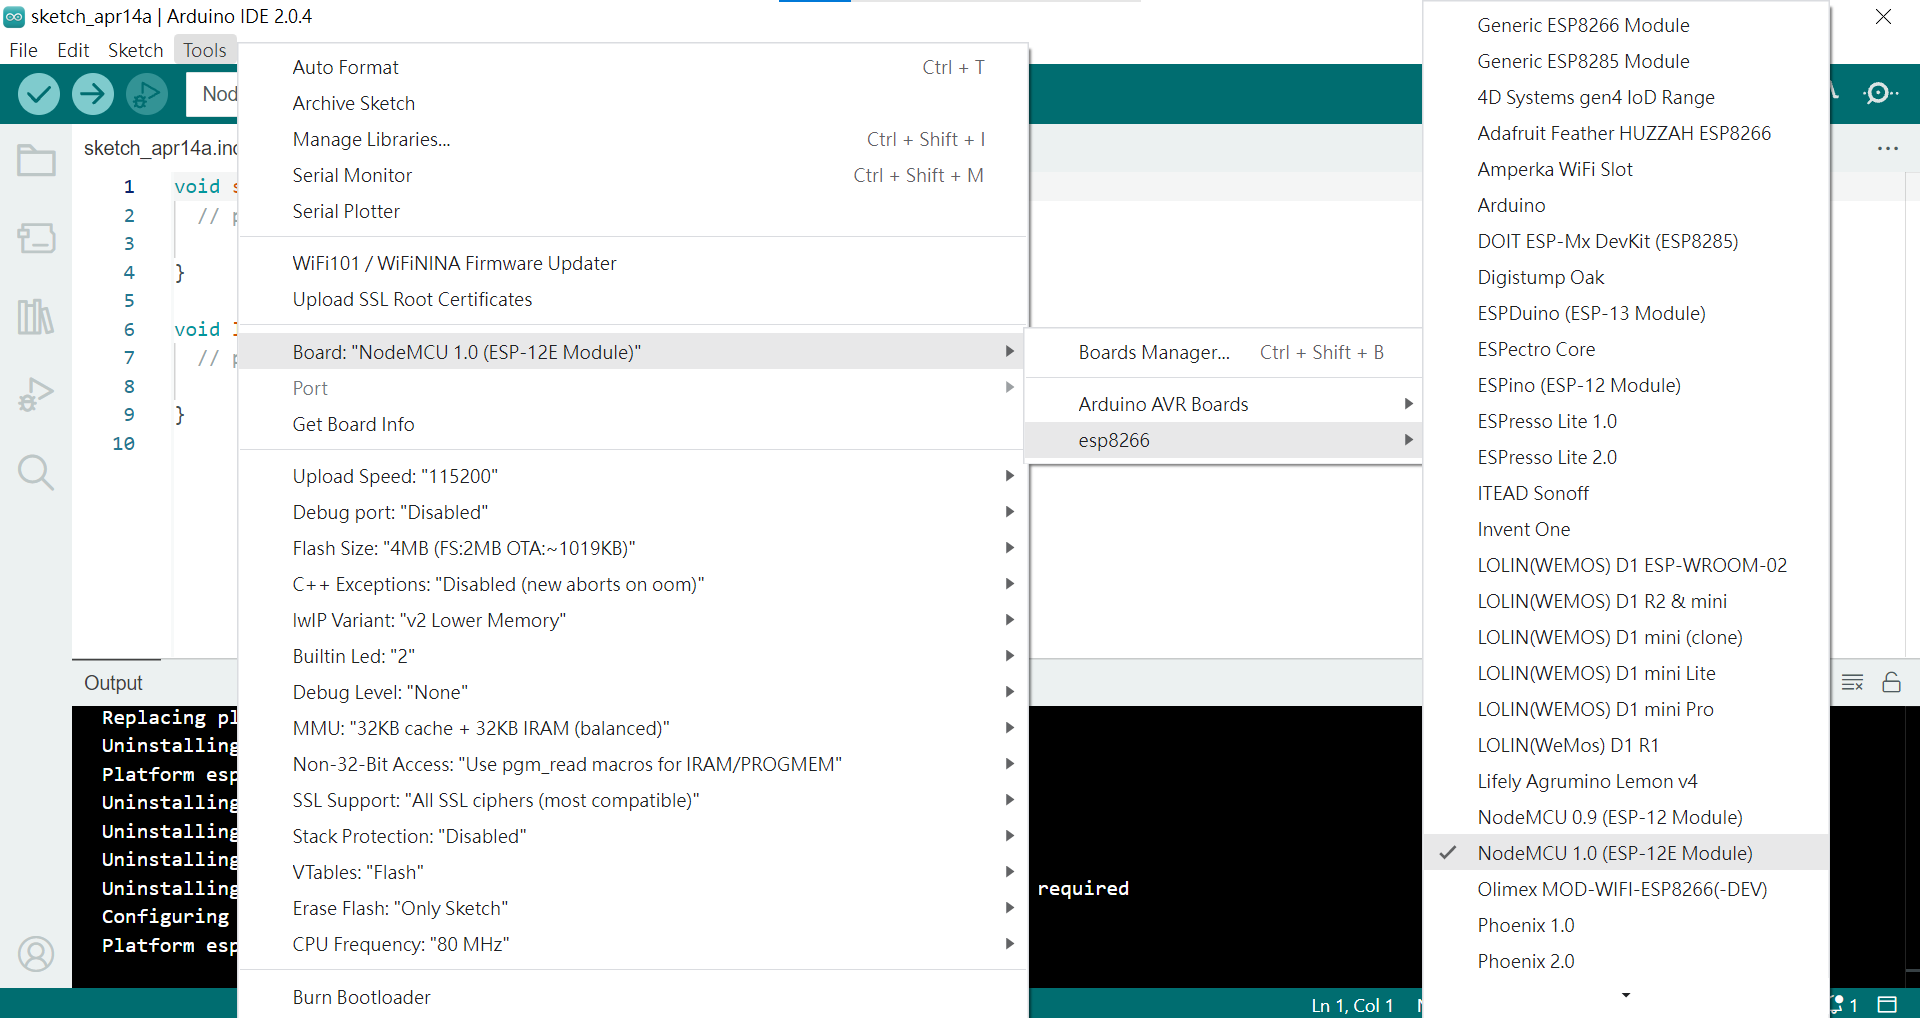 sketch_apr14a | Arduino IDE 2.0.4
File Edit Sketch Tools
sketch_apr14a.ino
1 void
2 //
3
4 }
5
6 void
7 //
8
9 }
10
Output
Replacing
Uninstalling
Platform
Uninstalling
Uninstalling
Uninstalling
Uninstalling
Configuring
Platform
required
Ln 1, Col 1
1
Auto Format Ctrl + T
Archive Sketch
Manage Libraries... Ctrl + Shift + I
Serial Monitor Ctrl + Shift + M
Serial Plotter
WiFi101 / WiFiNINA Firmware Updater
Upload SSL Root Certificates
Board: "NodeMCU 1.0 (ESP-12E Module)"
Port
Get Board Info
Upload Speed: "115200"
Debug port: "Disabled"
Flash Size: "4MB (FS:2MB OTA:~1019KB)"
C++ Exceptions: "Disabled (new aborts on oom)"
lwIP Variant: "v2 Lower Memory"
Builtin Led: "2"
Debug Level: "None"
MMU: "32KB cache + 32KB IRAM (balanced)"
Non-32-Bit Access: "Use pgm_read macros for IRAM/PROGMEM"
SSL Support: "All SSL ciphers (most compatible)"
Stack Protection: "Disabled"
VTables: "Flash"
Erase Flash: "Only Sketch"
CPU Frequency: "80 MHz"
Burn Bootloader
Boards Manager... Ctrl + Shift + B
Arduino AVR Boards
esp8266
Generic ESP8266 Module
Generic ESP8285 Module
4D Systems gen4 IoD Range
Adafruit Feather HUZZAH ESP8266
Amperka WiFi Slot
Arduino
DOIT ESP-Mx DevKit (ESP8285)
Digistump Oak
ESPDuino (ESP-13 Module)
ESPectro Core
ESPino (ESP-12 Module)
ESPresso Lite 1.0
ESPresso Lite 2.0
ITEAD Sonoff
Invent One
LOLIN(WEMOS) D1 ESP-WROOM-02
LOLIN(WEMOS) D1 R2 & mini
LOLIN(WEMOS) D1 mini (clone)
LOLIN(WEMOS) D1 mini Lite
LOLIN(WEMOS) D1 mini Pro
LOLIN(WeMos) D1 R1
Lifely Agrumino Lemon v4
NodeMCU 0.9 (ESP-12 Module)
NodeMCU 1.0 (ESP-12E Module)
Olimex MOD-WIFI-ESP8266(-DEV)
Phoenix 1.0
Phoenix 2.0